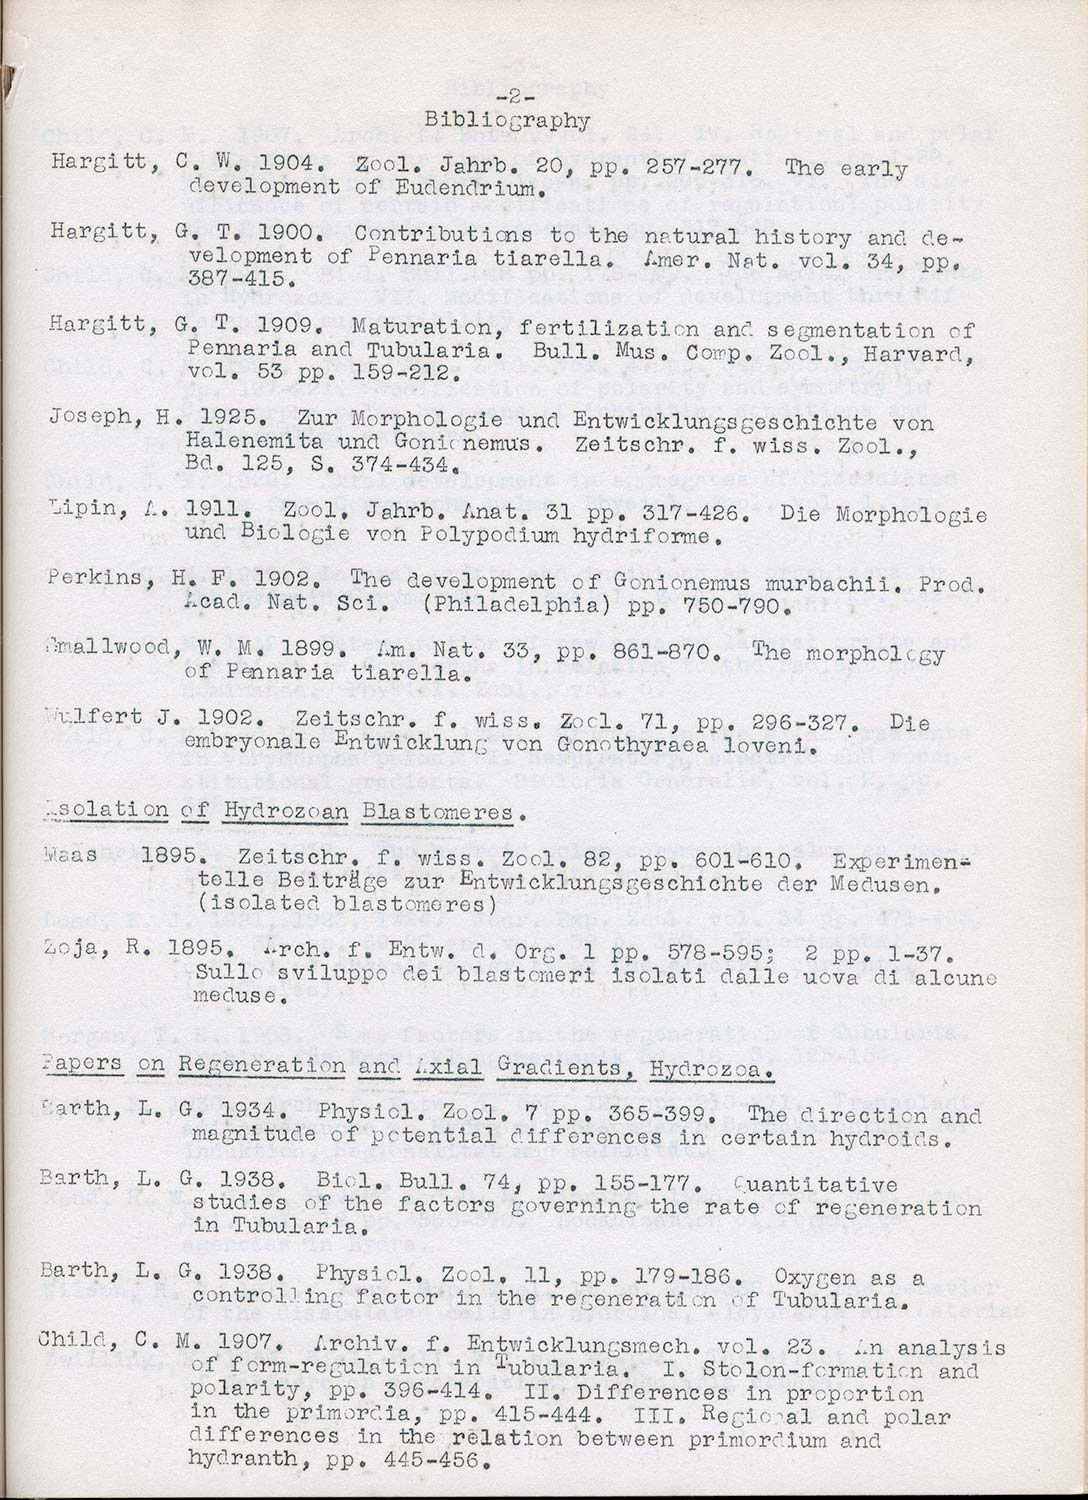 -2-
Bibliography
Hargitt, C. W. 1904. Zool. Jahrb. 20, pp. 257-277. The early
development of Eudendrium.
Hargitt, G. T. 1900. Contributions to the natural history and de-
velopment of Pennaria tiarella. Amer. Nat. vol. 34, pp.
387-415.
Hargitt, G. T. 1909. Maturation, fertilization and segmentation of
Pennaria and Tubularia. Bull. Mus. Comp. Zool., Harvard,
vol. 53 pp. 159-212.
Joseph, H. 1925. Zur Morphologie und Entwicklungsgeschichte von
Halenemita und Gonionemus. Zeitschr. f. wiss. Zool.,
Bd. 125, S. 374-434.
Lipin, A. 1911. Zool. Jahrb. Anat. 31 pp. 317-426. Die Morphologie
und Biologie von Polypodium hydriforme.
Perkins, H. F. 1902. The development of Gonionemus murbachii. Prod.
Acad. Nat. Sci. (Philadelphia) pp. 750-790.
Smallwood, W. M. 1899. Am. Nat. 33, pp. 861-870. The morphology
of Pennaria tiarella.
Wulfert J. 1902. Zeitschr. f. wiss. Zool. 71, pp. 296-327. Die
embryonale Entwicklung von Gonothyraea loveni.
Isolation of Hydrozoan Blastomeres.
Maas 1895. Zeitschr. f. wiss. Zool. 82, pp. 601-610. Experimen-
telle Beiträge zur Entwicklungsgeschichte der Medusen.
(isolated blastomeres)
Zoja, R. 1895. Arch. f. Entw. d. Org. 1 pp. 578-595; 2 pp. 1-37.
Sullo sviluppo dei blastomeri isolati dalle uova di alcune
meduse.
Papers on Regeneration and Axial Gradients, Hydrozoa.
Barth, L. G. 1934. Physiol. Zool. 7 pp. 365-399. The direction and
magnitude of potential differences in certain hydroids.
Barth, L. G. 1938. Biol. Bull. 74, pp. 155-177. Quantitative
studies of the factors governing the rate of regeneration
in Tubularia.
Barth, L. G. 1938. Physiol. Zool. 11, pp. 179-186. Oxygen as a
controlling factor in the regeneration of Tubularia.
Child, C. M. 1907. Archiv. f. Entwicklungsmech. vol. 23. An analysis
of form-regulation in Tubularia. I. Stolon-formation and
polarity, pp. 396-414. II. Differences in proportion
in the primordia, pp. 415-444. III. Regional and polar
differences in the relation between primordium and
hydranth, pp. 445-456.